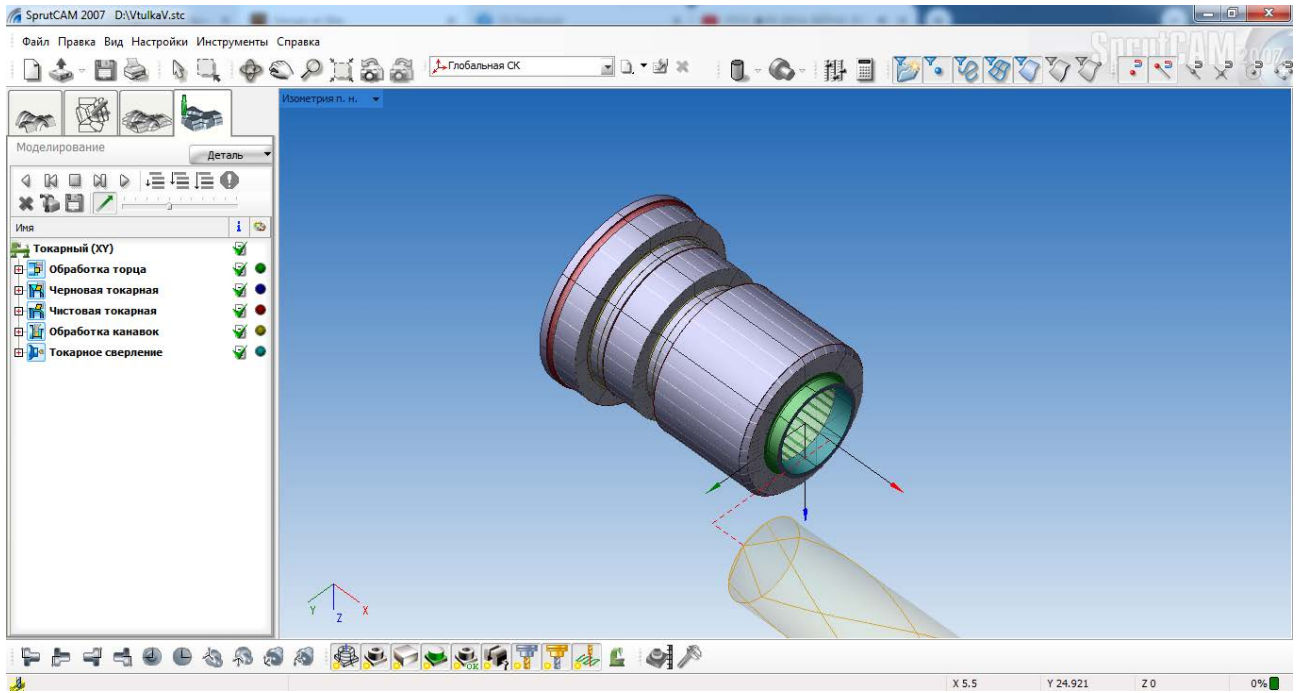 SprutCAM 2007 D:\VtulkaV.stc
Файл Правка Вид Настройки Инструменты Справка
SprutCAM 2007
Глобальная СК
Изометрия п. н.
Моделирование
Деталь
Имя
Токарный (XY)
Обработка торца
Черновая токарная
Чистовая токарная
Обработка канавок
Токарное сверление
Y Z X
X 5.5 Y 24.921 Z 0 0%